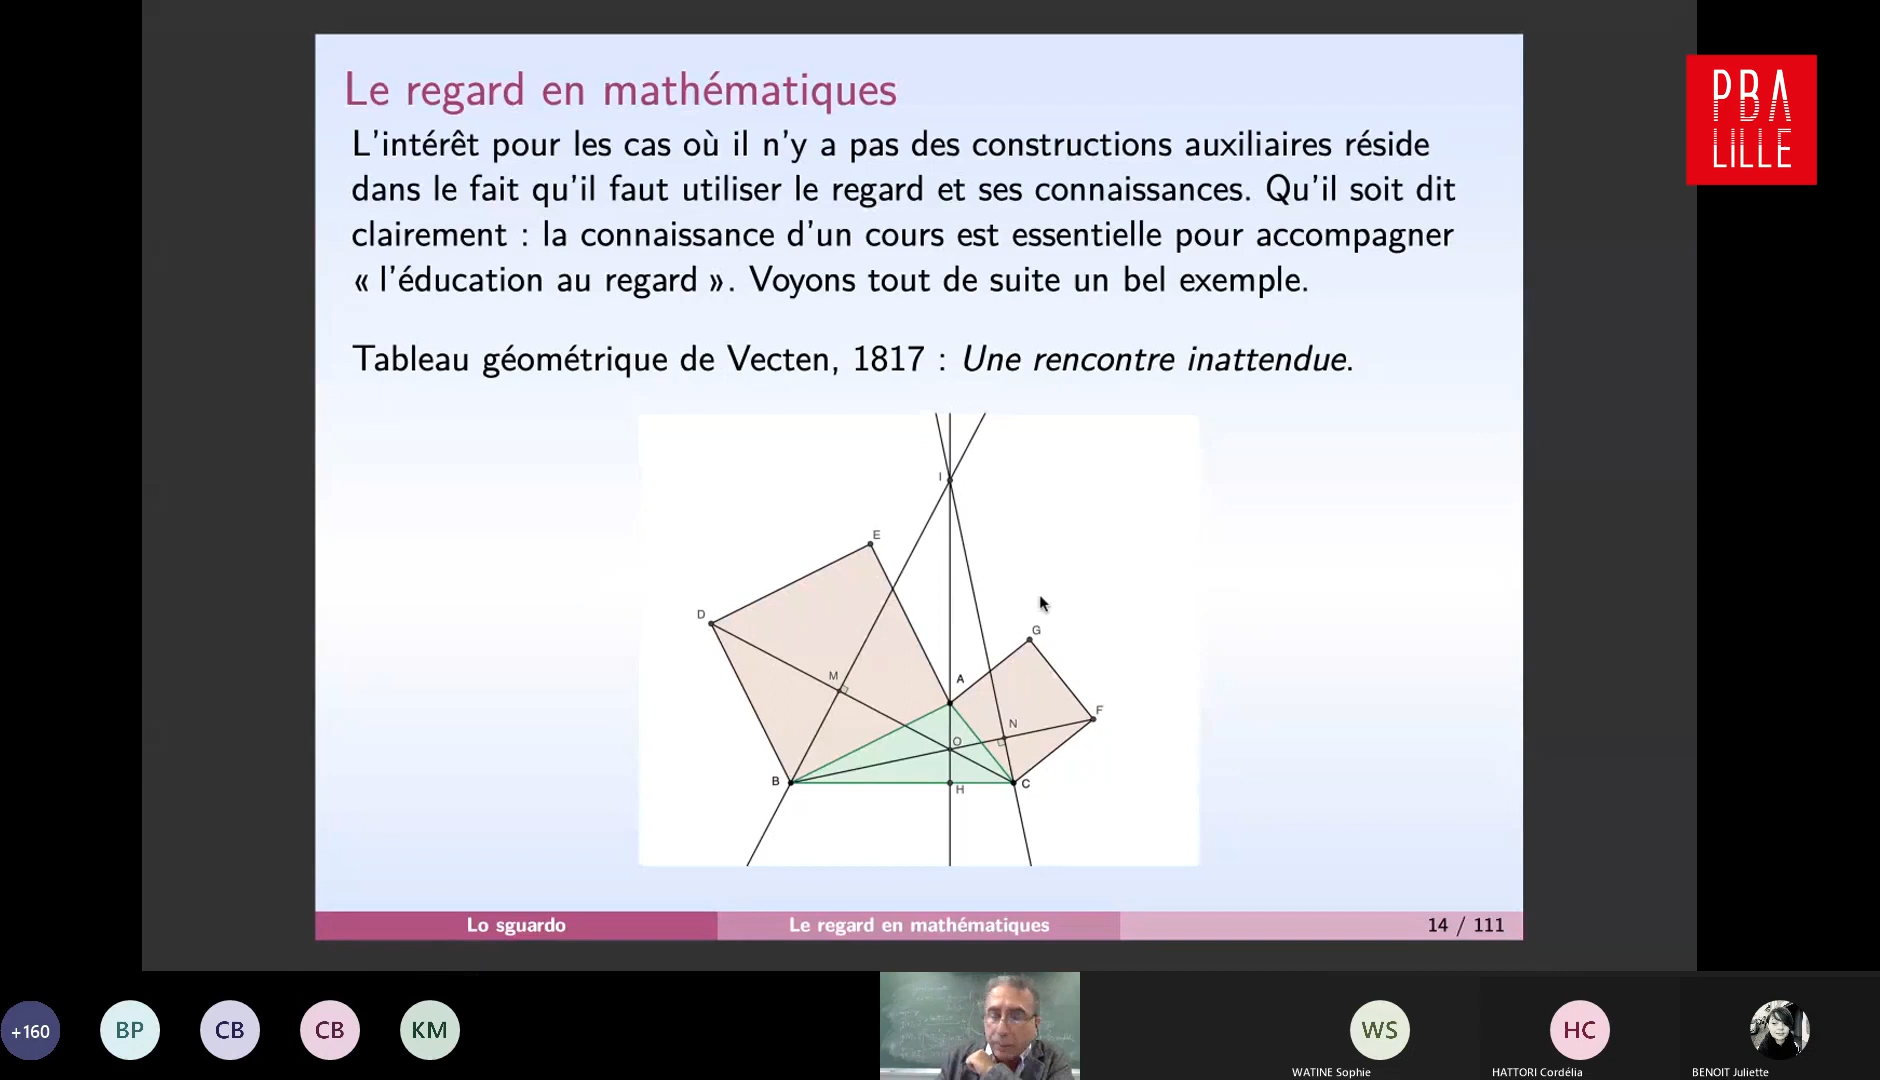 Le regard en mathématiques
L'intérêt pour les cas où il n'y a pas des constructions auxiliaires réside
dans le fait qu'il faut utiliser le regard et ses connaissances. Qu'il soit dit
clairement : la connaissance d'un cours est essentielle pour accompagner
« l'éducation au regard ». Voyons tout de suite un bel exemple.
Tableau géométrique de Vecten, 1817 : Une rencontre inattendue.
I
E
D
G
M
A
F
N
O
B
H
C
Lo sguardo
Le regard en mathématiques
14 / 111
PBA
LILLE
+160
BP
CB
CB
KM
WS
HC
WATINE Sophie
HATTORI Cordélia
BENOIT Juliette